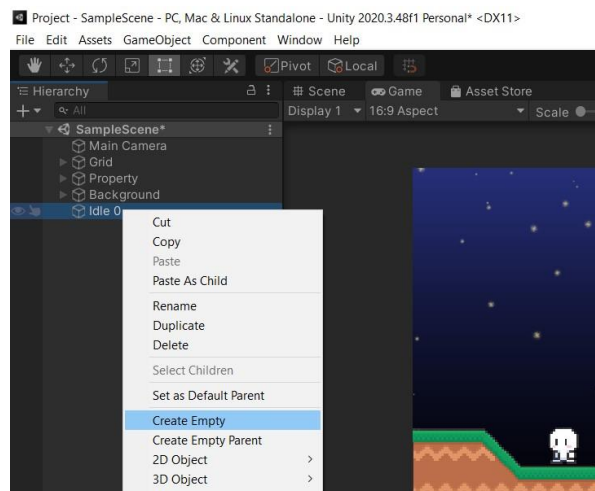 Project - SampleScene - PC, Mac & Linux Standalone - Unity 2020.3.48f1 Personal* <DX11>
File Edit Assets GameObject Component Window Help
Pivot Local
Hierarchy
Scene Game Asset Store
All
Display 1 16:9 Aspect Scale
SampleScene*
Main Camera
Grid
Property
Background
Idle 0
Cut
Copy
Paste
Paste As Child
Rename
Duplicate
Delete
Select Children
Set as Default Parent
Create Empty
Create Empty Parent
2D Object
3D Object